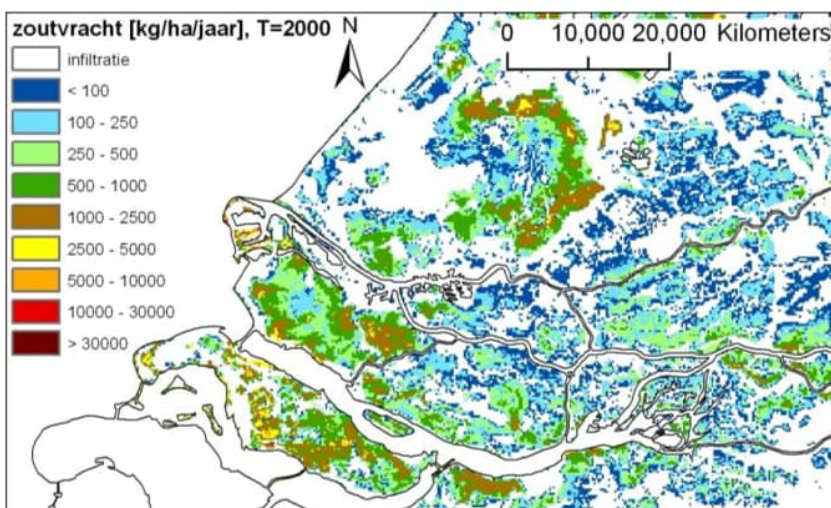 zoutvracht [kg/ha/jaar], T=2000
N
0 10,000 20,000 Kilometers
infiltratie
< 100
100 - 250
250 - 500
500 - 1000
1000 - 2500
2500 - 5000
5000 - 10000
10000 - 30000
> 30000